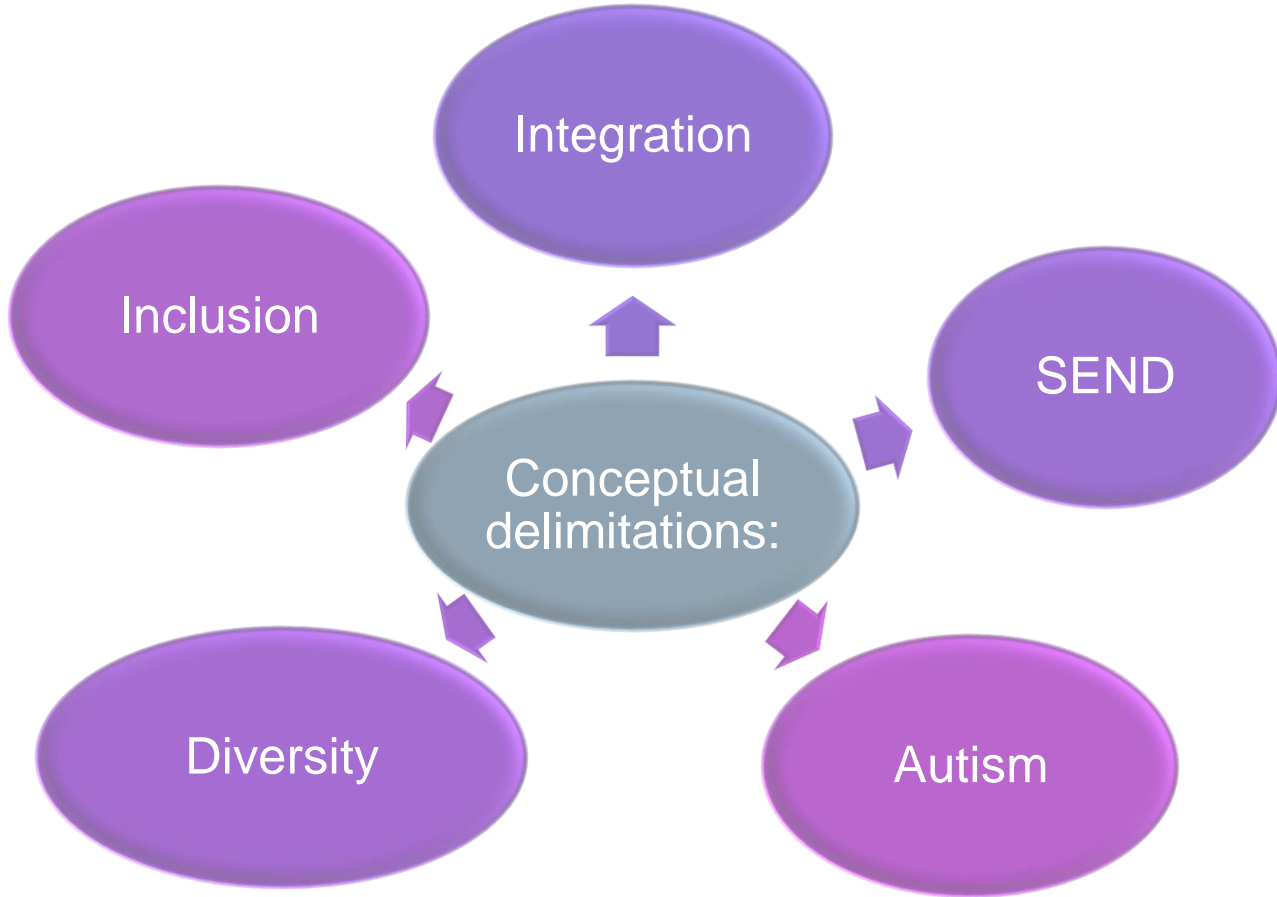 Integration
Inclusion
SEND
Conceptual
delimitations:
Diversity
Autism